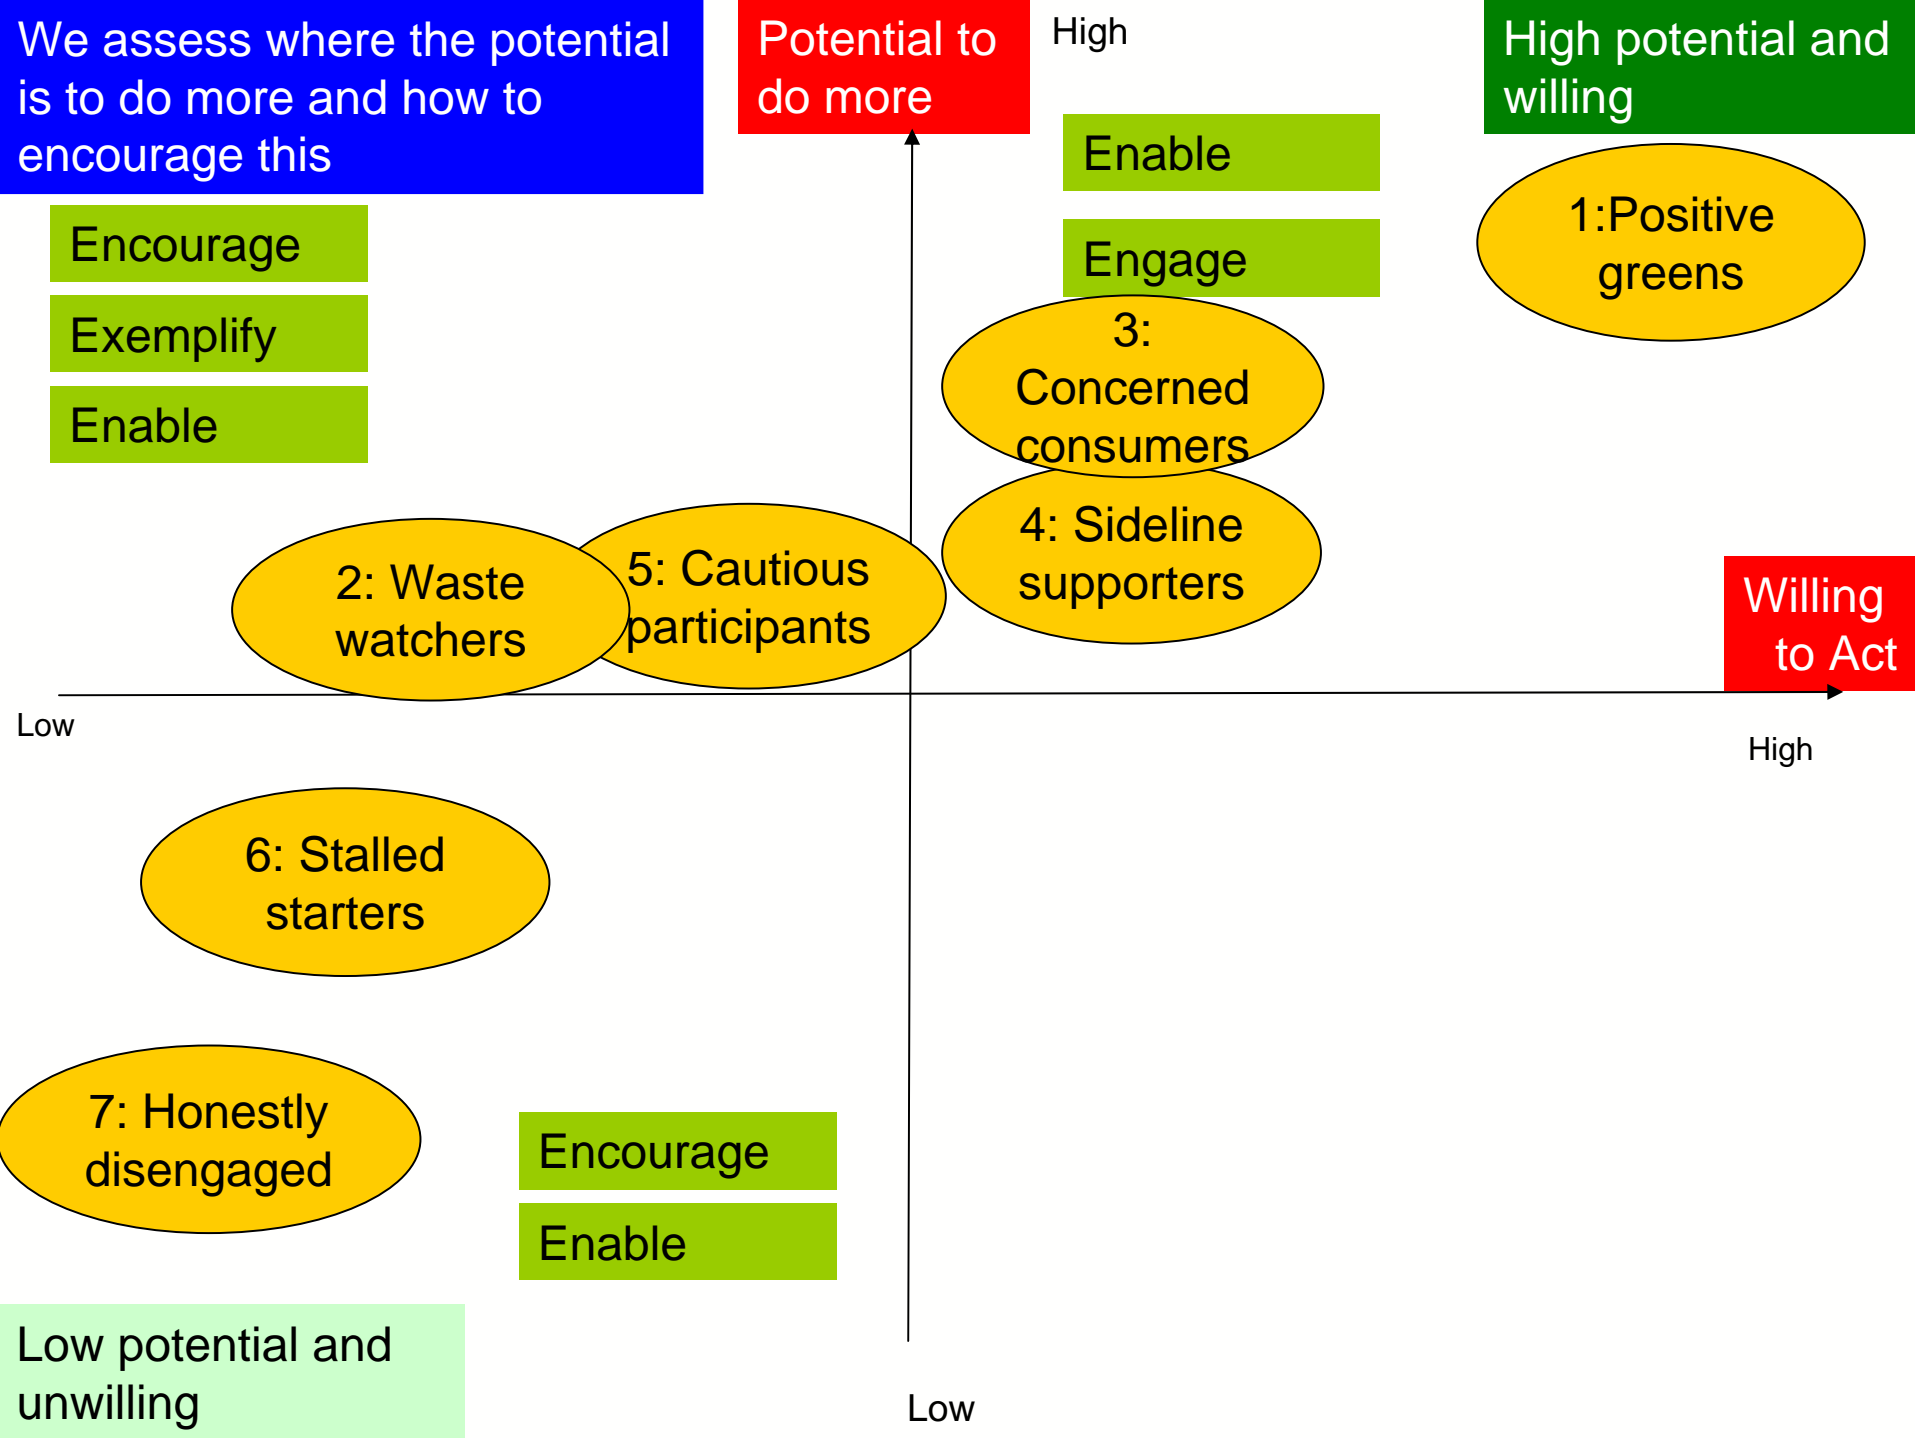 We assess where the potential
is to do more and how to
encourage this
Potential to
do more
High
High potential and
willing
Enable
Engage
1:Positive
greens
Encourage
Exemplify
Enable
3:
Concerned
consumers
4: Sideline
supporters
2: Waste
watchers
5: Cautious
participants
Willing
to Act
Low
High
6: Stalled
starters
7: Honestly
disengaged
Encourage
Enable
Low potential and
unwilling
Low